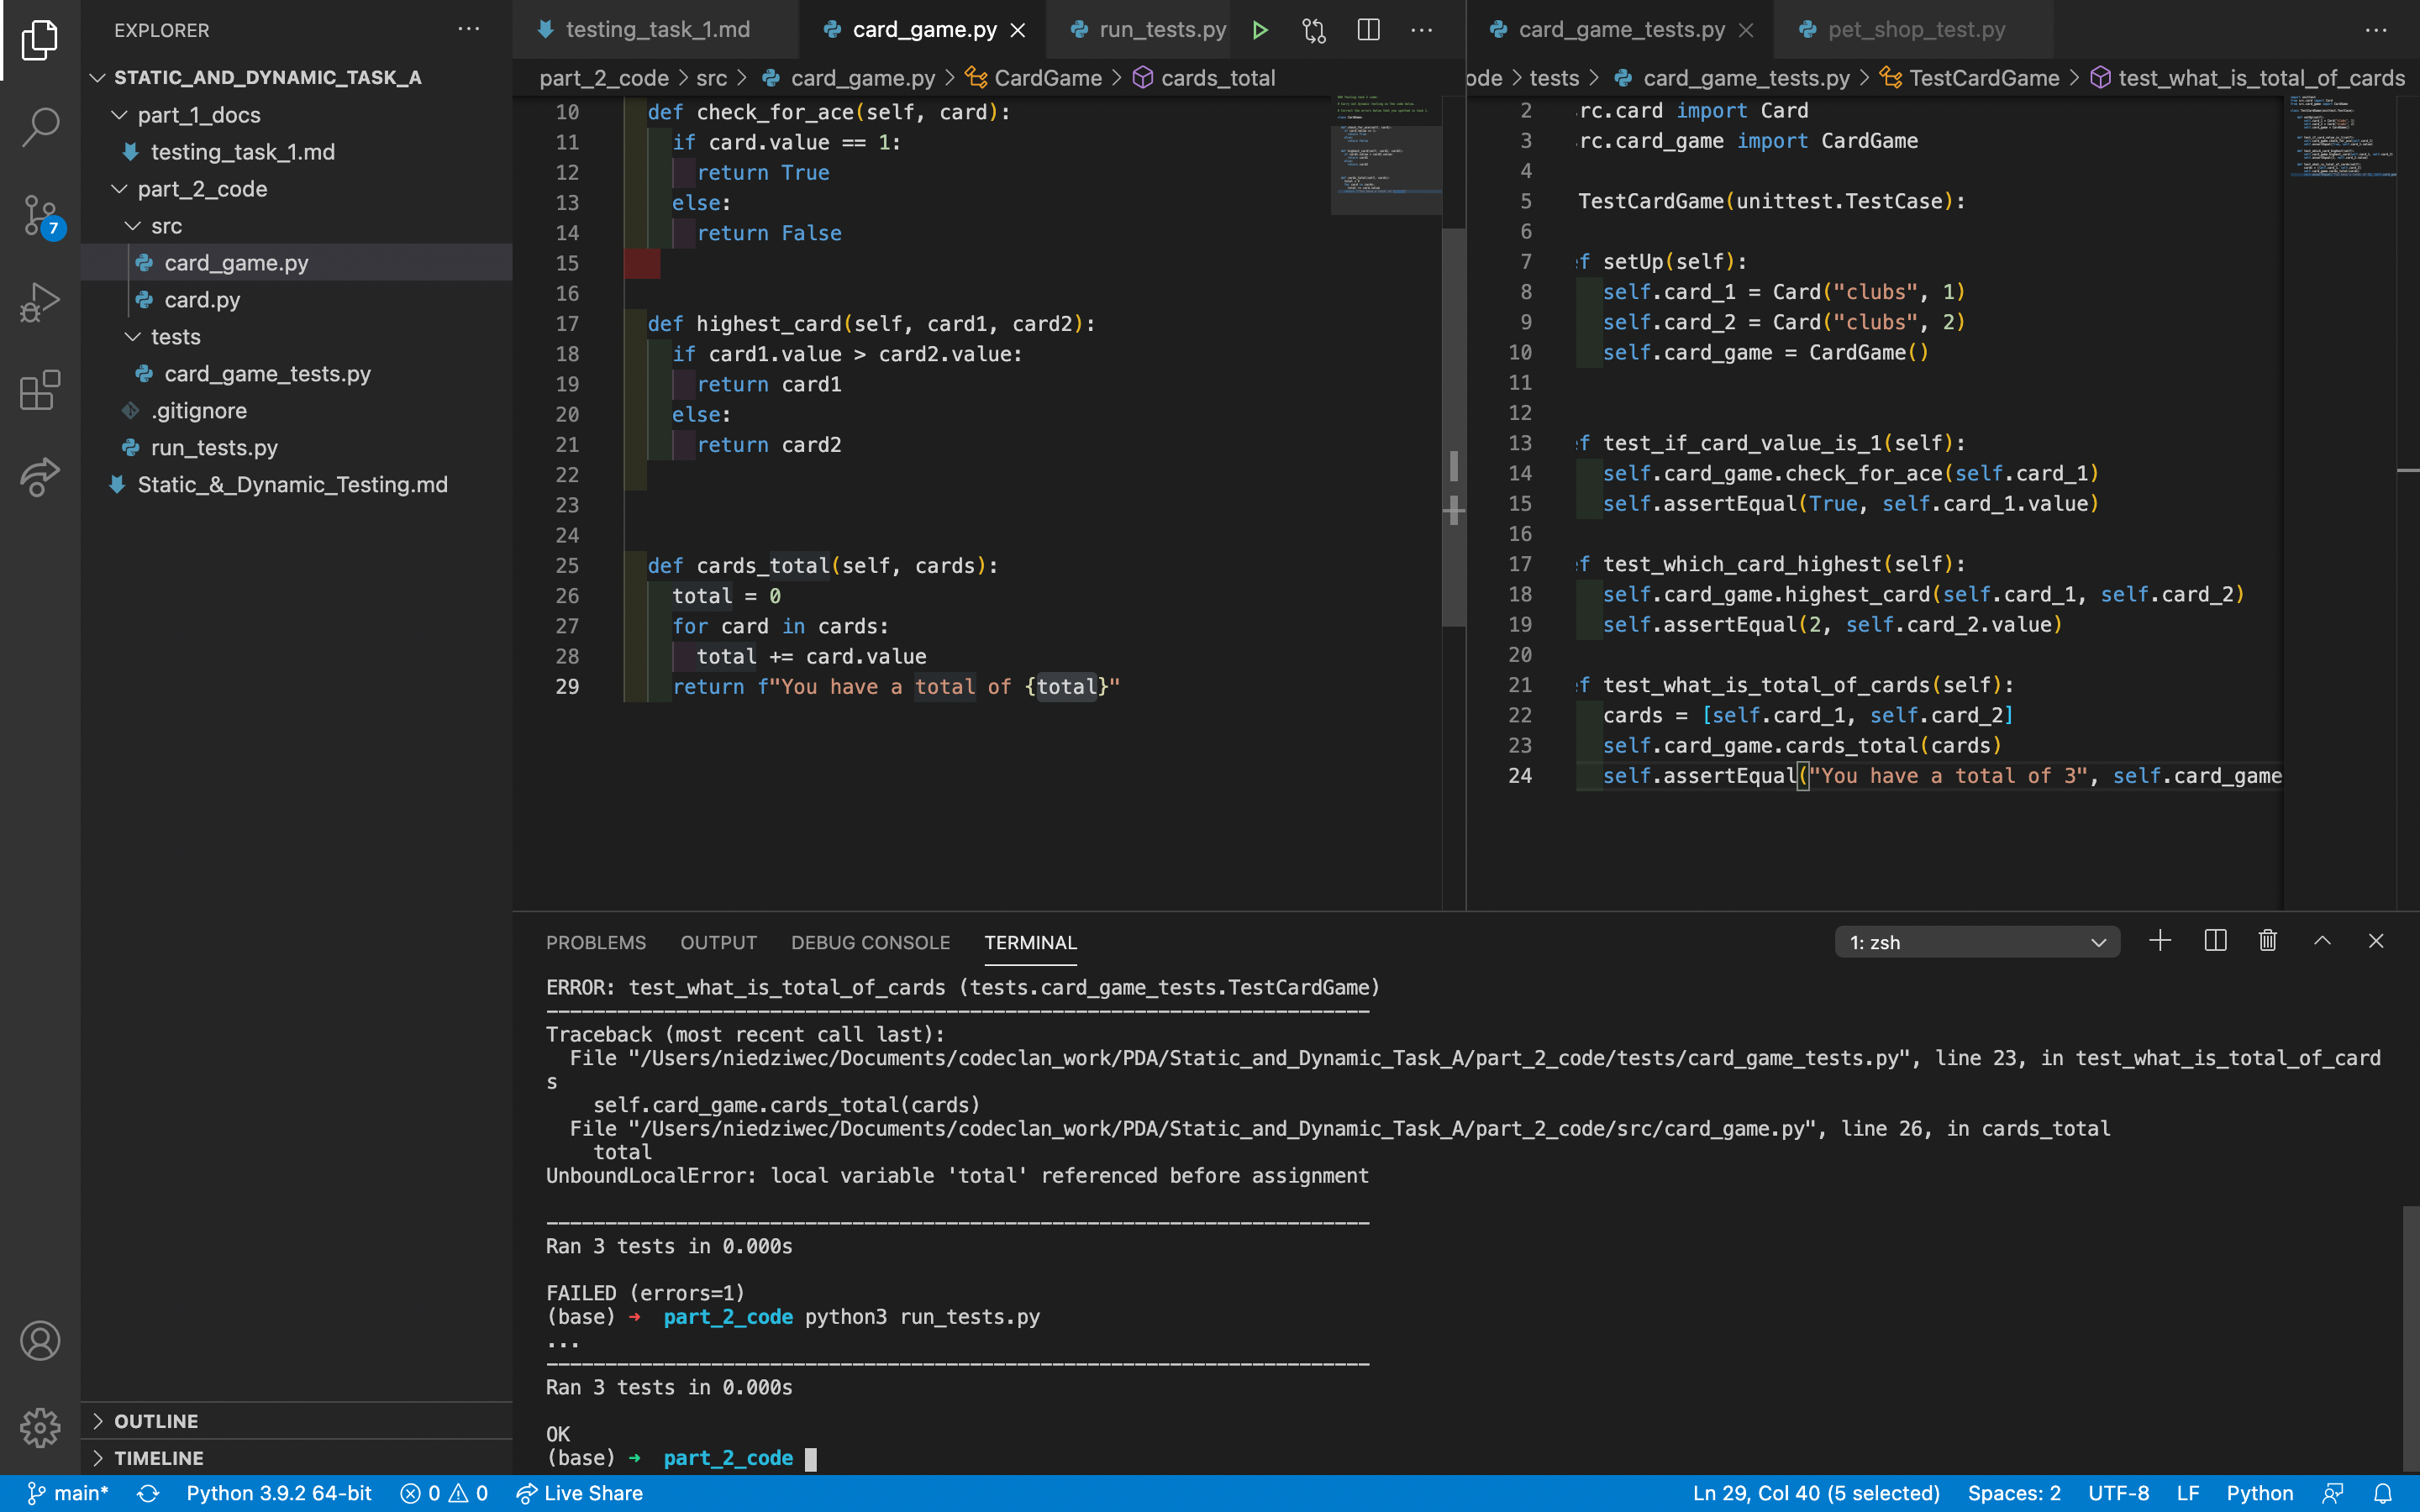 EXPLORER
STATIC_AND_DYNAMIC_TASK_A
part_1_docs
testing_task_1.md
part_2_code
src
card_game.py
card.py
tests
card_game_tests.py
.gitignore
run_tests.py
Static_&_Dynamic_Testing.md
OUTLINE
TIMELINE
7
testing_task_1.md
card_game.py
run_tests.py
part_2_code > src > card_game.py > CardGame > cards_total
10 def check_for_ace(self, card):
11 if card.value == 1:
12 return True
13 else:
14 return False
15
16
17 def highest_card(self, card1, card2):
18 if card1.value > card2.value:
19 return card1
20 else:
21 return card2
22
23
24
25 def cards_total(self, cards):
26 total = 0
27 for card in cards:
28 total += card.value
29 return f"You have a total of {total}"
card_game_tests.py
pet_shop_test.py
ode > tests > card_game_tests.py > TestCardGame > test_what_is_total_of_cards
2 rc.card import Card
3 rc.card_game import CardGame
4
5 TestCardGame(unittest.TestCase):
6
7 f setUp(self):
8 self.card_1 = Card("clubs", 1)
9 self.card_2 = Card("clubs", 2)
10 self.card_game = CardGame()
11
12
13 f test_if_card_value_is_1(self):
14 self.card_game.check_for_ace(self.card_1)
15 self.assertEqual(True, self.card_1.value)
16
17 f test_which_card_highest(self):
18 self.card_game.highest_card(self.card_1, self.card_2)
19 self.assertEqual(2, self.card_2.value)
20
21 f test_what_is_total_of_cards(self):
22 cards = [self.card_1, self.card_2]
23 self.card_game.cards_total(cards)
24 self.assertEqual("You have a total of 3", self.card_game
PROBLEMS OUTPUT DEBUG CONSOLE TERMINAL
1: zsh
ERROR: test_what_is_total_of_cards (tests.card_game_tests.TestCardGame)
----------------------------------------------------------------------
Traceback (most recent call last):
File "/Users/niedziwec/Documents/codeclan_work/PDA/Static_and_Dynamic_Task_A/part_2_code/tests/card_game_tests.py", line 23, in test_what_is_total_of_card
s
self.card_game.cards_total(cards)
File "/Users/niedziwec/Documents/codeclan_work/PDA/Static_and_Dynamic_Task_A/part_2_code/src/card_game.py", line 26, in cards_total
total
UnboundLocalError: local variable 'total' referenced before assignment
----------------------------------------------------------------------
Ran 3 tests in 0.000s
FAILED (errors=1)
(base) → part_2_code python3 run_tests.py
...
----------------------------------------------------------------------
Ran 3 tests in 0.000s
OK
(base) → part_2_code
main* Python 3.9.2 64-bit 0 0 Live Share Ln 29, Col 40 (5 selected) Spaces: 2 UTF-8 LF Python